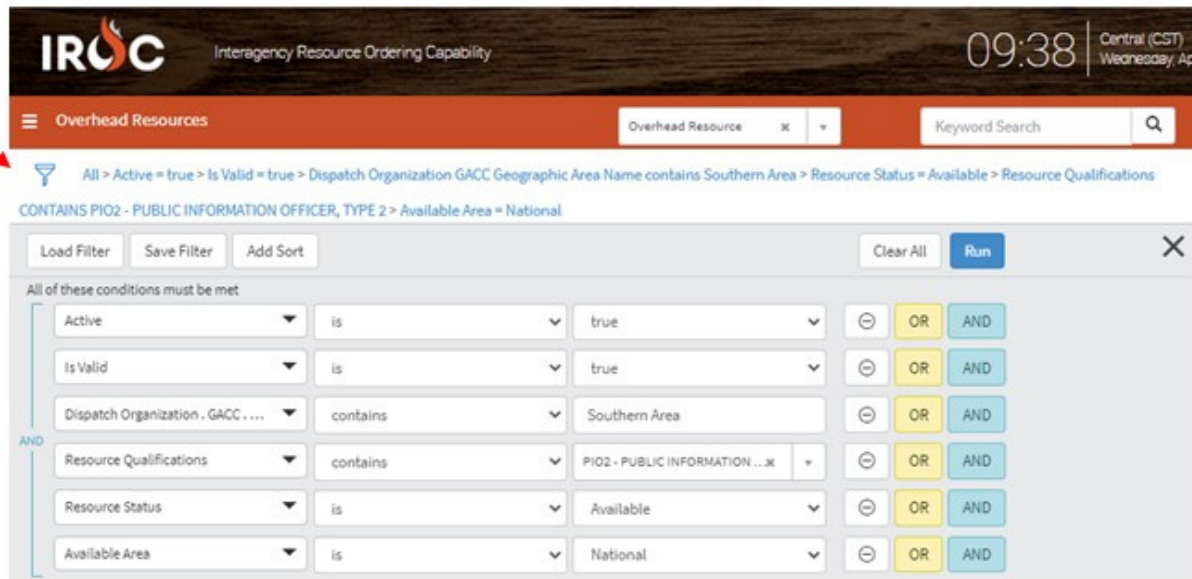 IROC Interagency Resource Ordering Capability 09:38 Central (CST)
Wednesday, Ap
Overhead Resources Overhead Resource Keyword Search
All > Active = true > Is Valid = true > Dispatch Organization GACC Geographic Area Name contains Southern Area > Resource Status = Available > Resource Qualifications
CONTAINS PIO2 - PUBLIC INFORMATION OFFICER, TYPE 2 > Available Area = National
Load Filter Save Filter Add Sort Clear All Run
All of these conditions must be met
Active is true OR AND
Is Valid is true OR AND
Dispatch Organization . GACC . .... contains Southern Area OR AND
AND
Resource Qualifications contains PIO2 - PUBLIC INFORMATION ... OR AND
Resource Status is Available OR AND
Available Area is National OR AND